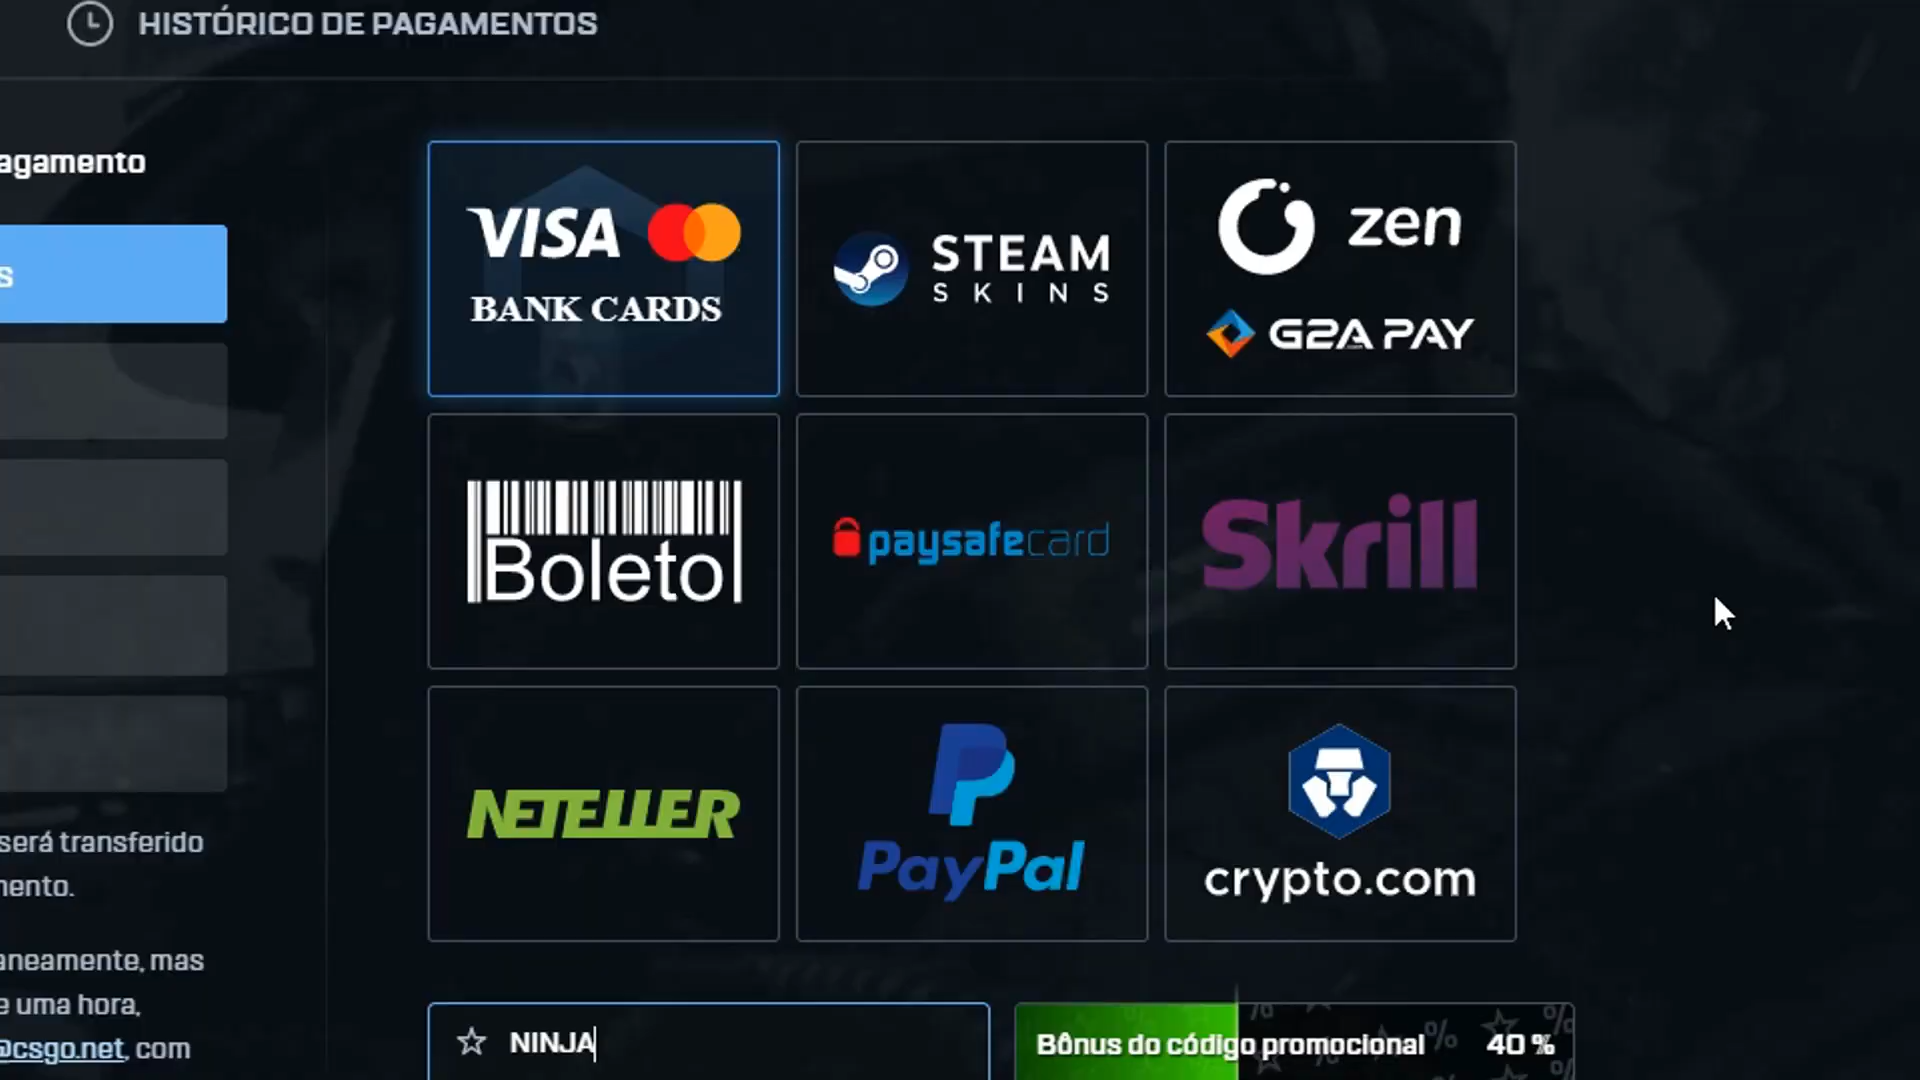 HISTÓRICO DE PAGAMENTOS
agamento
s
VISA
BANK CARDS
STEAM
SKINS
zen
G2A PAY
Boleto
paysafecard
Skrill
NETELLER
PayPal
crypto.com
será transferido
mento.
aneamente, mas
e uma hora,
@csgo.net, com
NINJA
Bônus do código promocional 40 %